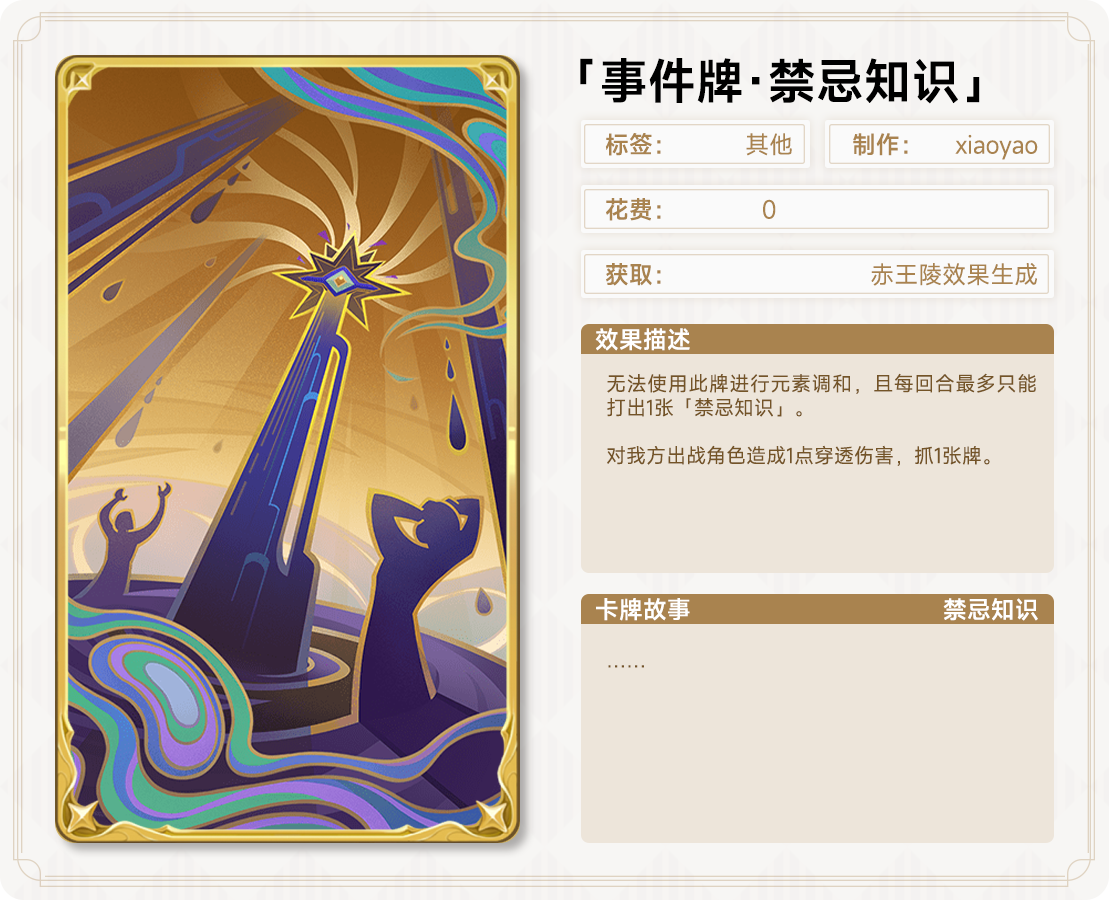 「事件牌·禁忌知识」
标签： 其他 制作： xiaoyao
花费： 0
获取： 赤王陵效果生成
效果描述
无法使用此牌进行元素调和，且每回合最多只能
打出1张「禁忌知识」。
对我方出战角色造成1点穿透伤害，抓1张牌。
卡牌故事 禁忌知识
……